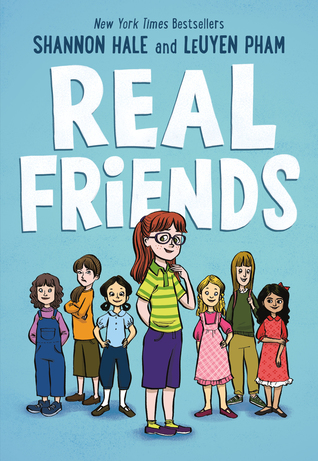 New York Times Bestsellers
SHANNON HALE and LEUYEN PHAM
REAL
FRiENDS